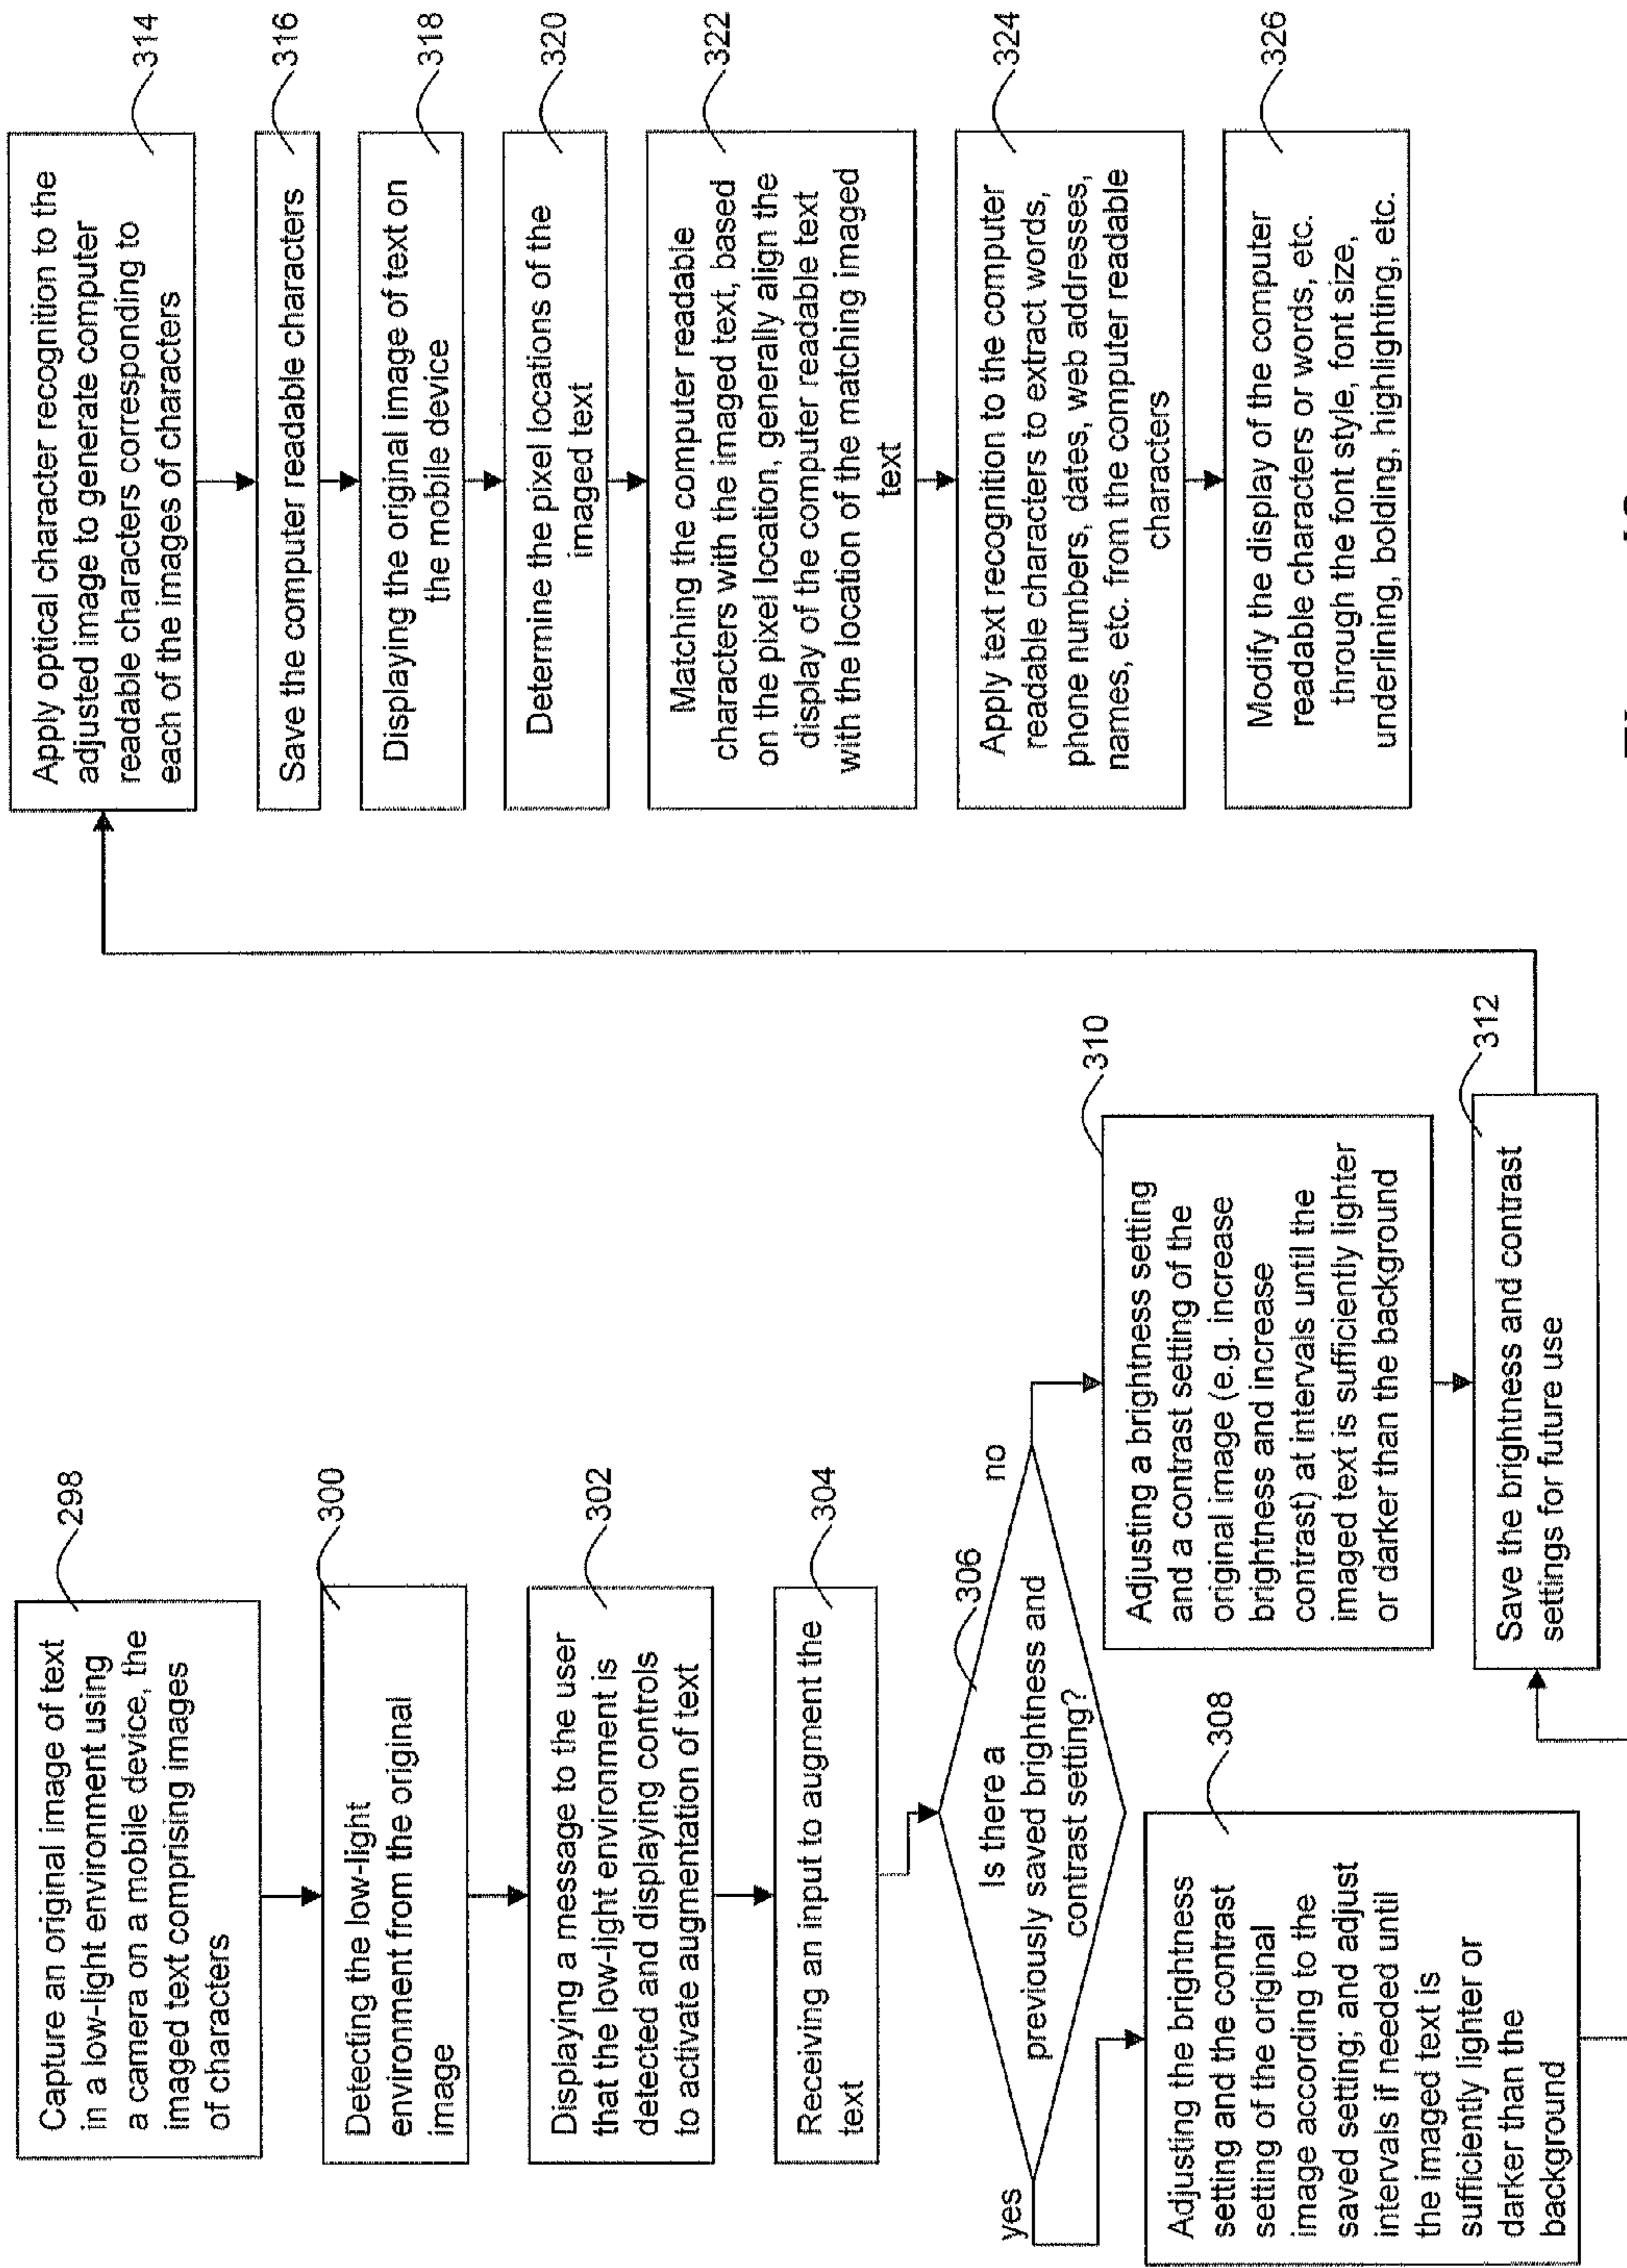 Capture an original image of text
in a low-light environment using
a camera on a mobile device, the
imaged text comprising images
of characters
298
Detecting the low-light
environment from the original
image
300
Displaying a message to the user
that the low-light environment is
detected and displaying controls
to activate augmentation of text
302
Receiving an input to augment the
text
304
306
Is there a
previously saved brightness and
contrast setting?
yes
no
Adjusting the brightness
setting and the contrast
setting of the original
image according to the
saved setting; and adjust
intervals if needed until
the imaged text is
sufficiently lighter or
darker than the
background
308
Adjusting a brightness setting
and a contrast setting of the
original image (e.g. increase
brightness and increase
contrast) at intervals until the
imaged text is sufficiently lighter
or darker than the background
310
Save the brightness and contrast
settings for future use
312
Apply optical character recognition to the
adjusted image to generate computer
readable characters corresponding to
each of the images of characters
314
Save the computer readable characters
316
Displaying the original image of text on
the mobile device
318
Determine the pixel locations of the
imaged text
320
Matching the computer readable
characters with the imaged text, based
on the pixel location, generally align the
display of the computer readable text
with the location of the matching imaged
text
322
Apply text recognition to the computer
readable characters to extract words,
phone numbers, dates, web addresses,
names, etc. from the computer readable
characters
324
Modify the display of the computer
readable characters or words, etc.
through the font style, font size,
underlining, bolding, highlighting, etc.
326